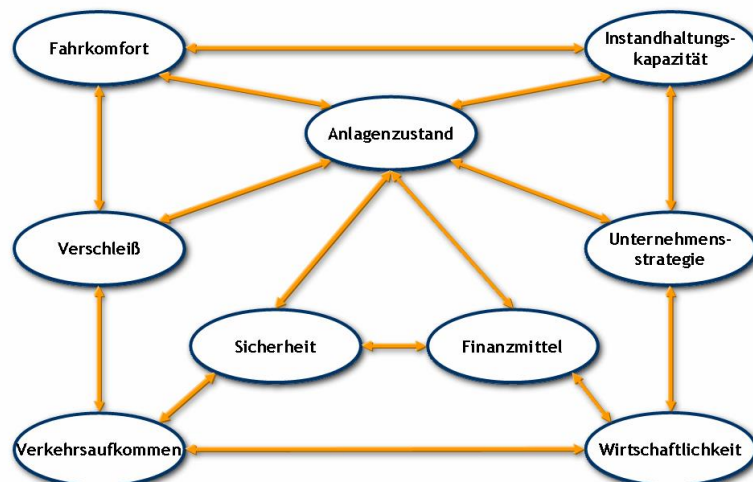 Fahrkomfort
Instandhaltungs-
kapazität
Anlagenzustand
Verschleiß
Unternehmens-
strategie
Sicherheit
Finanzmittel
Verkehrsaufkommen
Wirtschaftlichkeit